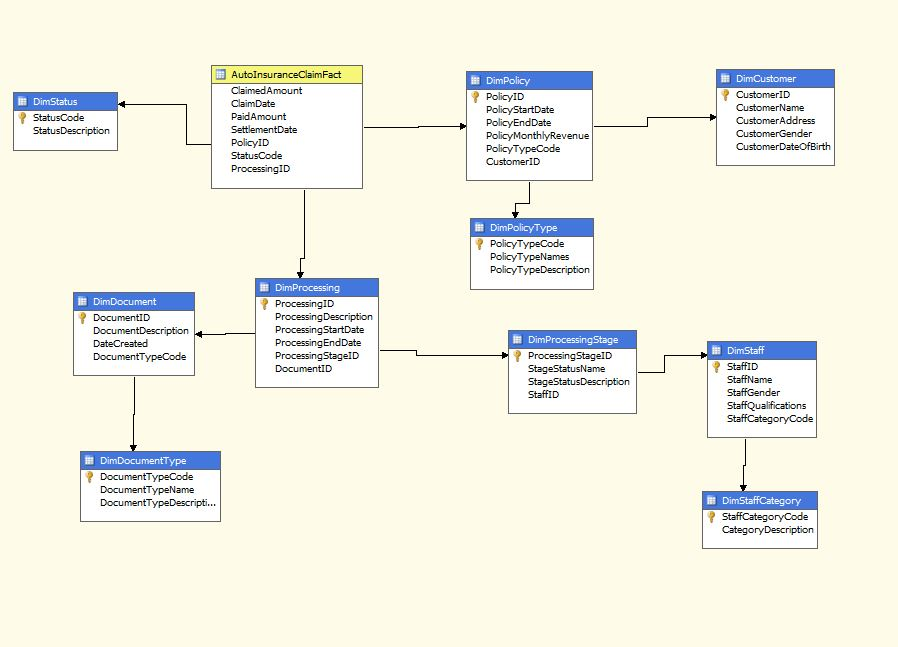 AutoInsuranceClaimFact
ClaimedAmount
ClaimDate
PaidAmount
SettlementDate
PolicyID
StatusCode
ProcessingID
DimStatus
StatusCode
StatusDescription
DimPolicy
PolicyID
PolicyStartDate
PolicyEndDate
PolicyMonthlyRevenue
PolicyTypeCode
CustomerID
DimCustomer
CustomerID
CustomerName
CustomerAddress
CustomerGender
CustomerDateOfBirth
DimPolicyType
PolicyTypeCode
PolicyTypeNames
PolicyTypeDescription
DimProcessing
ProcessingID
ProcessingDescription
ProcessingStartDate
ProcessingEndDate
ProcessingStageID
DocumentID
DimDocument
DocumentID
DocumentDescription
DateCreated
DocumentTypeCode
DimProcessingStage
ProcessingStageID
StageStatusName
StageStatusDescription
StaffID
DimStaff
StaffID
StaffName
StaffGender
StaffQualifications
StaffCategoryCode
DimDocumentType
DocumentTypeCode
DocumentTypeName
DocumentTypeDescripti...
DimStaffCategory
StaffCategoryCode
CategoryDescription